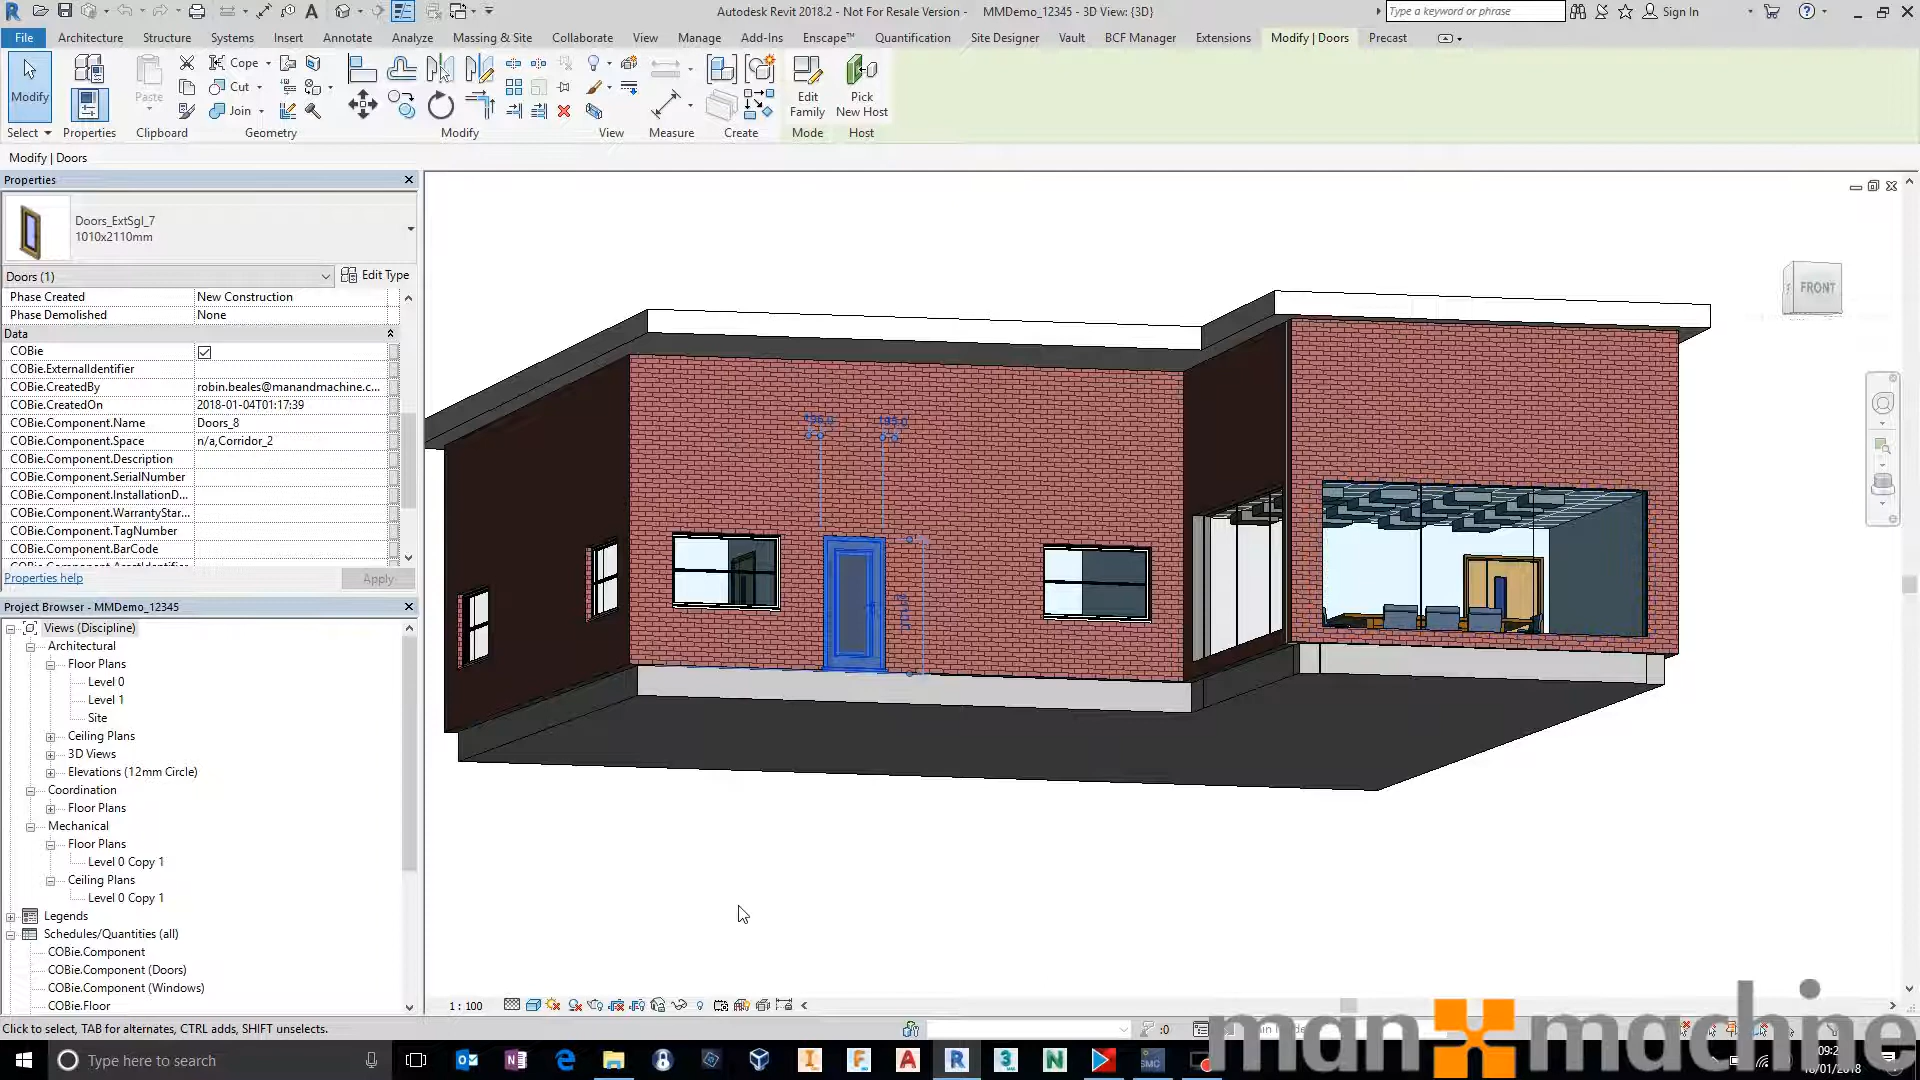 Autodesk Revit 2018.2 - Not For Resale Version - MMDemo_12345 - 3D View: {3D}
Type a keyword or phrase
Sign In
File Architecture Structure Systems Insert Annotate Analyze Massing & Site Collaborate View Manage Add-Ins Enscape™ Quantification Site Designer Vault BCF Manager Extensions Modify | Doors Precast
Modify
Paste
Cope
Cut
Join
Edit Family
Pick New Host
Select Properties Clipboard Geometry Modify View Measure Create Mode Host
Modify | Doors
Properties
Doors_ExtSgl_7
1010x2110mm
Doors (1) Edit Type
Phase Created New Construction
Phase Demolished None
Data
COBie
COBie.ExternalIdentifier
COBie.CreatedBy robin.beales@manandmachine.c...
COBie.CreatedOn 2018-01-04T01:17:39
COBie.Component.Name Doors_8
COBie.Component.Space n/a,Corridor_2
COBie.Component.Description
COBie.Component.SerialNumber
COBie.Component.InstallationD...
COBie.Component.WarrantyStar...
COBie.Component.TagNumber
COBie.Component.BarCode
Properties help Apply
Project Browser - MMDemo_12345
Views (Discipline)
Architectural
Floor Plans
Level 0
Level 1
Site
Ceiling Plans
3D Views
Elevations (12mm Circle)
Coordination
Floor Plans
Mechanical
Floor Plans
Level 0 Copy 1
Ceiling Plans
Level 0 Copy 1
Legends
Schedules/Quantities (all)
COBie.Component
COBie.Component (Doors)
COBie.Component (Windows)
COBie.Floor
FRONT
1 : 100
Click to select, TAB for alternates, CTRL adds, SHIFT unselects.
:0
man machine
Type here to search